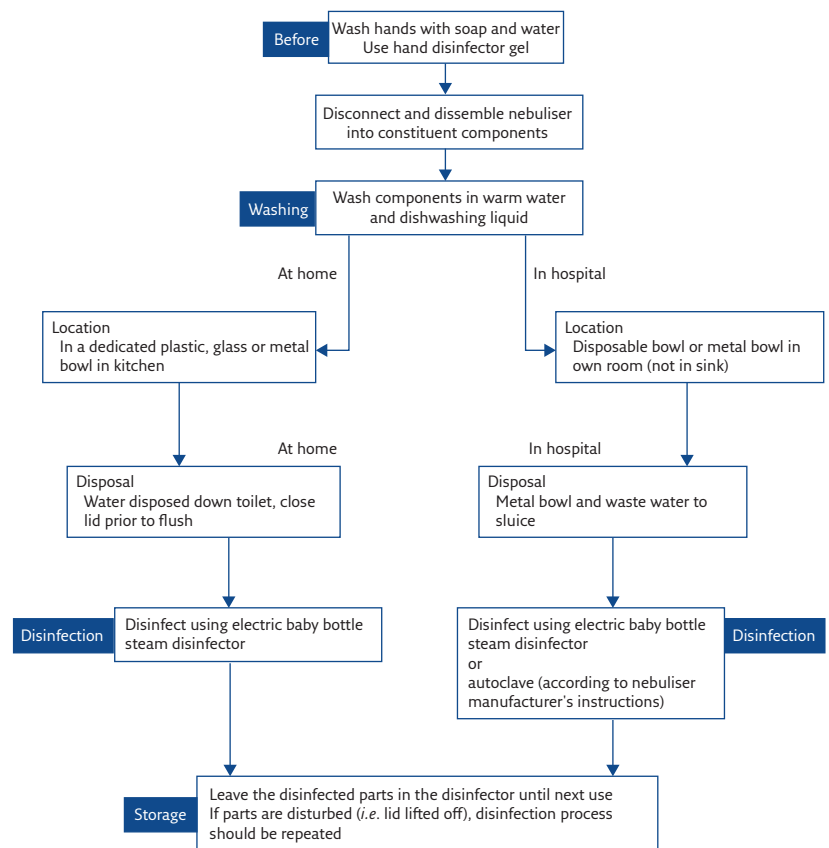 Before
Wash hands with soap and water
Use hand disinfector gel
Disconnect and dissemble nebuliser
into constituent components
Washing
Wash components in warm water
and dishwashing liquid
At home
In hospital
Location
In a dedicated plastic, glass or metal
bowl in kitchen
Location
Disposable bowl or metal bowl in
own room (not in sink)
At home
In hospital
Disposal
Water disposed down toilet, close
lid prior to flush
Disposal
Metal bowl and waste water to
sluice
Disinfection
Disinfect using electric baby bottle
steam disinfector
Disinfect using electric baby bottle
steam disinfector
or
autoclave (according to nebuliser
manufacturer's instructions)
Disinfection
Storage
Leave the disinfected parts in the disinfector until next use
If parts are disturbed (i.e. lid lifted off), disinfection process
should be repeated